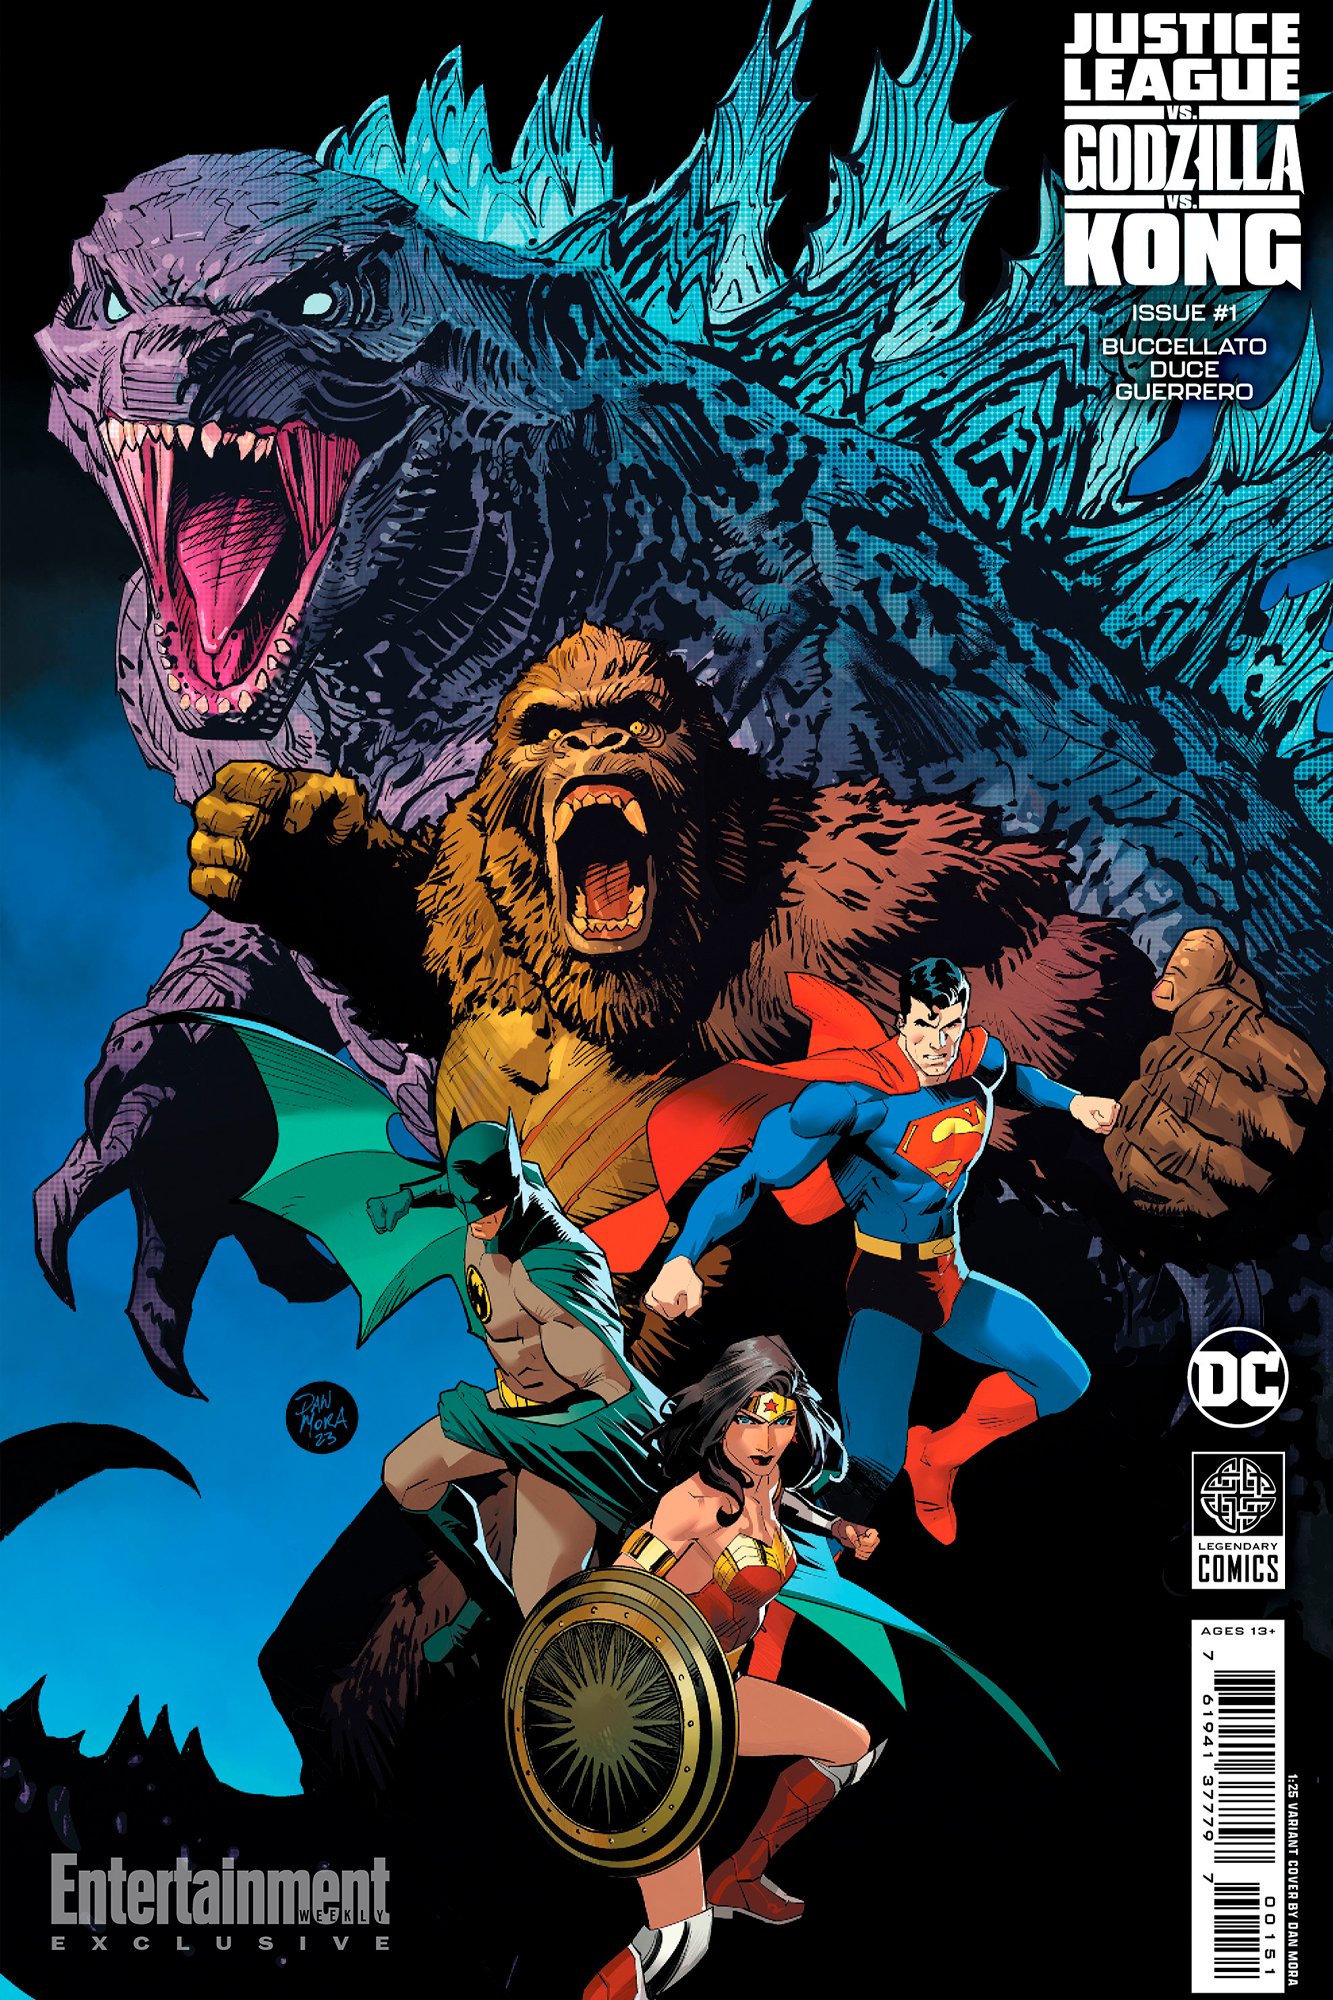 JUSTICE
LEAGUE
VS.
GODZILLA
VS.
KONG
ISSUE #1
BUCCELLATO
DUCE
GUERRERO
DAN
MORA
23
DC
LEGENDARY
COMICS
AGES 13+
7 61941 37779 7
00151
1:25 VARIANT COVER BY DAN MORA
Entertainment
WEEKLY
EXCLUSIVE